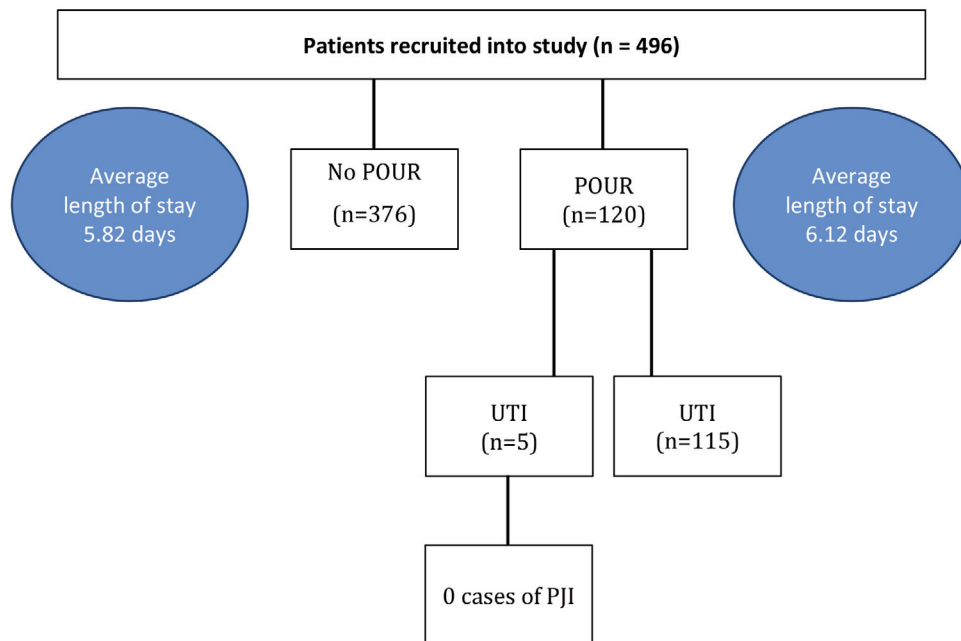 Patients recruited into study (n = 496)
Average
length of stay
5.82 days
No POUR
(n=376)
POUR
(n=120)
Average
length of stay
6.12 days
UTI
(n=5)
UTI
(n=115)
0 cases of PJI